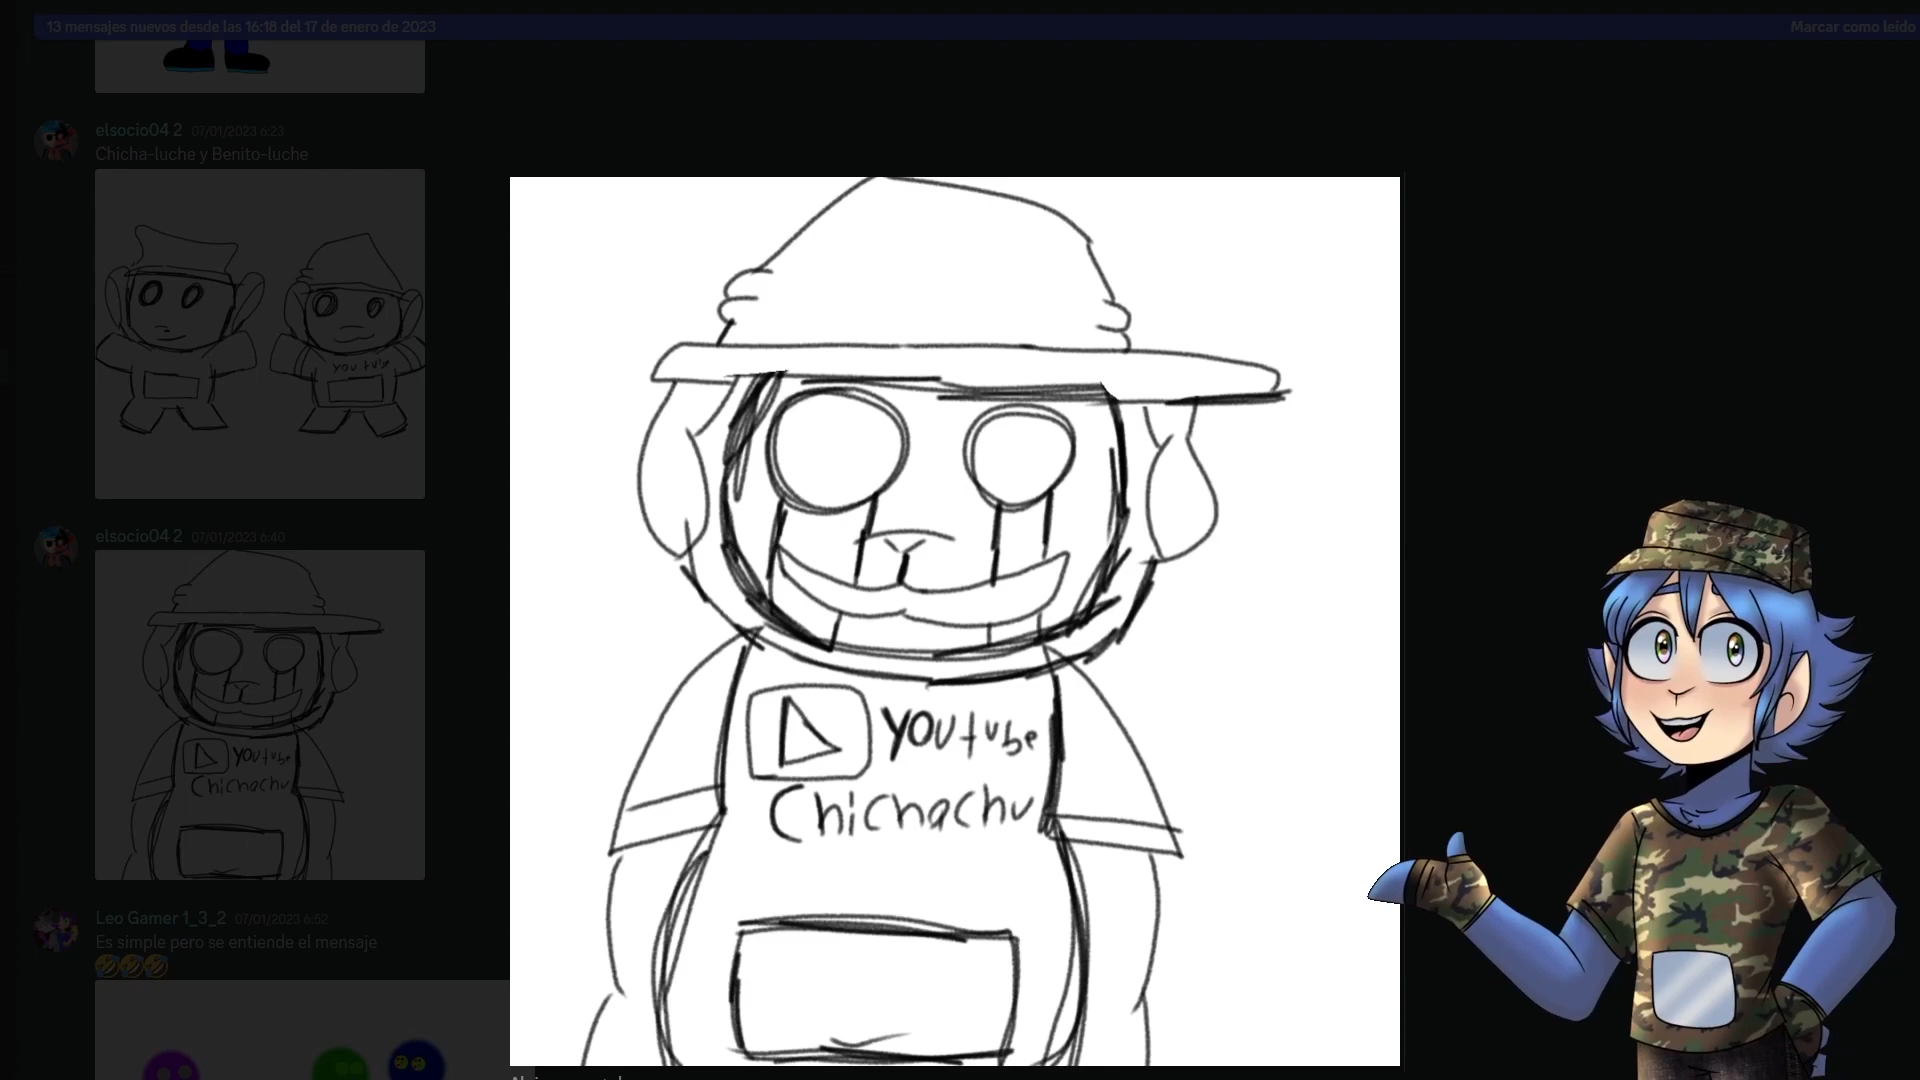 13 mensajes nuevos desde las 16:18 del 17 de enero de 2023
Marcar como leído
elsocio04 2 07/01/2023 6:23
Chicha-luche y Benito-luche
you tube
elsocio04 2 07/01/2023 6:40
youtube
Chichachu
Leo Gamer 1_3_2 07/01/2023 6:52
Es simple pero se entiende el mensaje
youtube
Chichachu